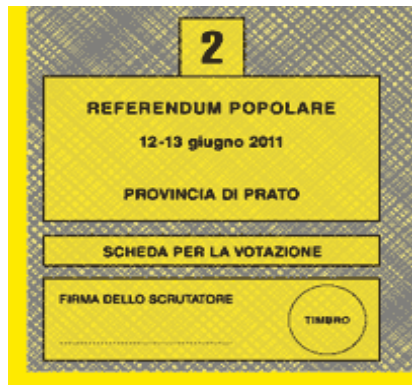 2
REFERENDUM POPOLARE
12-13 giugno 2011
PROVINCIA DI PRATO
SCHEDA PER LA VOTAZIONE
FIRMA DELLO SCRUTATORE
TIMBRO